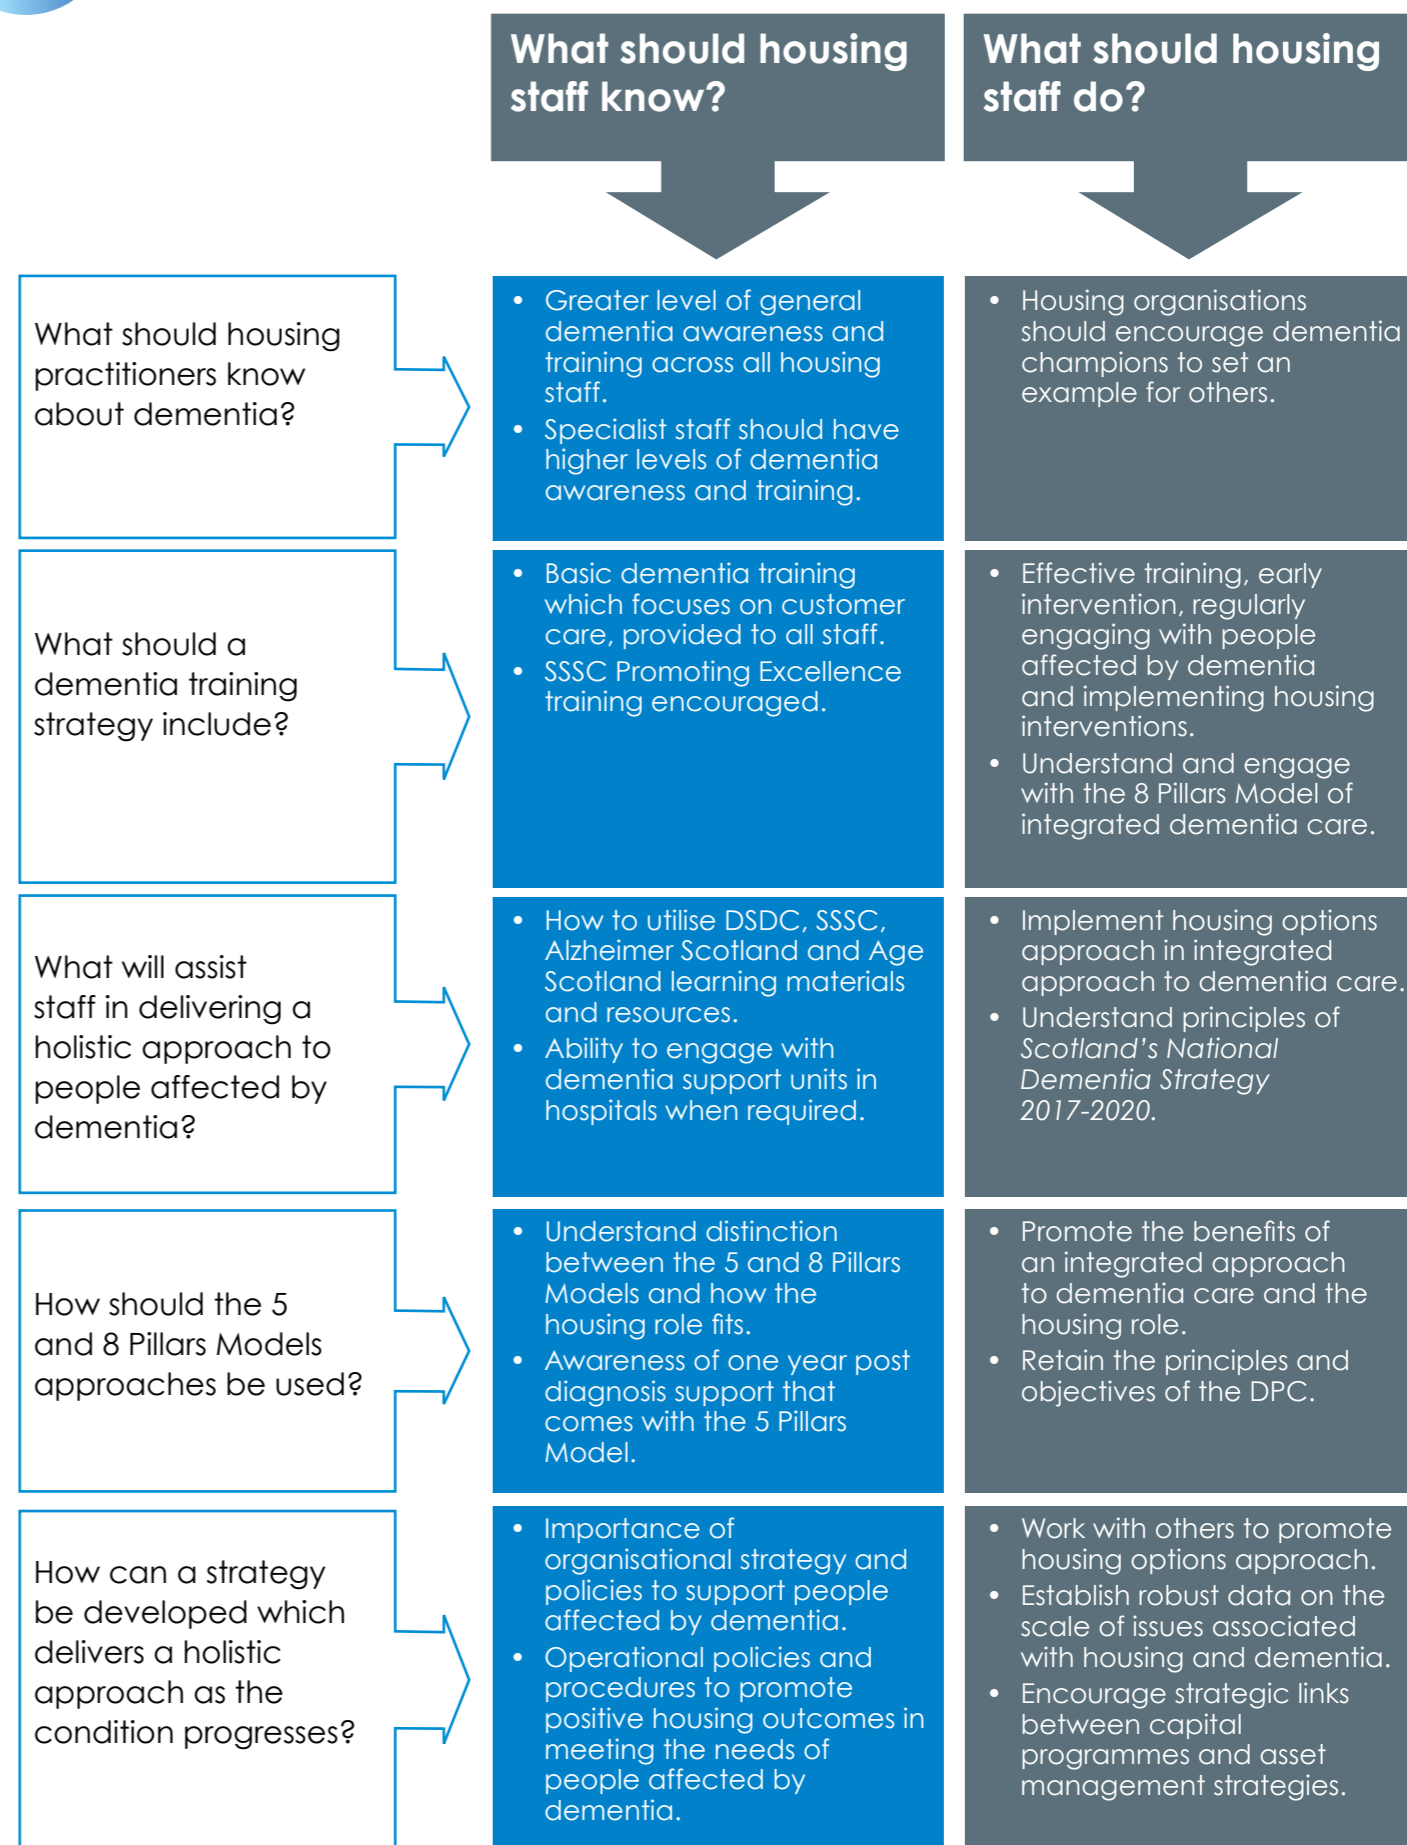 What should housing
staff know?
What should housing
staff do?
What should housing
practitioners know
about dementia?
• Greater level of general
dementia awareness and
training across all housing
staff.
• Specialist staff should have
higher levels of dementia
awareness and training.
• Housing organisations
should encourage dementia
champions to set an
example for others.
What should a
dementia training
strategy include?
• Basic dementia training
which focuses on customer
care, provided to all staff.
• SSSC Promoting Excellence
training encouraged.
• Effective training, early
intervention, regularly
engaging with people
affected by dementia
and implementing housing
interventions.
• Understand and engage
with the 8 Pillars Model of
integrated dementia care.
What will assist
staff in delivering a
holistic approach to
people affected by
dementia?
• How to utilise DSDC, SSSC,
Alzheimer Scotland and Age
Scotland learning materials
and resources.
• Ability to engage with
dementia support units in
hospitals when required.
• Implement housing options
approach in integrated
approach to dementia care.
• Understand principles of
Scotland’s National
Dementia Strategy
2017-2020.
How should the 5
and 8 Pillars Models
approaches be used?
• Understand distinction
between the 5 and 8 Pillars
Models and how the
housing role fits.
• Awareness of one year post
diagnosis support that
comes with the 5 Pillars
Model.
• Promote the benefits of
an integrated approach
to dementia care and the
housing role.
• Retain the principles and
objectives of the DPC.
How can a strategy
be developed which
delivers a holistic
approach as the
condition progresses?
• Importance of
organisational strategy and
policies to support people
affected by dementia.
• Operational policies and
procedures to promote
positive housing outcomes in
meeting the needs of
people affected by
dementia.
• Work with others to promote
housing options approach.
• Establish robust data on the
scale of issues associated
with housing and dementia.
• Encourage strategic links
between capital
programmes and asset
management strategies.